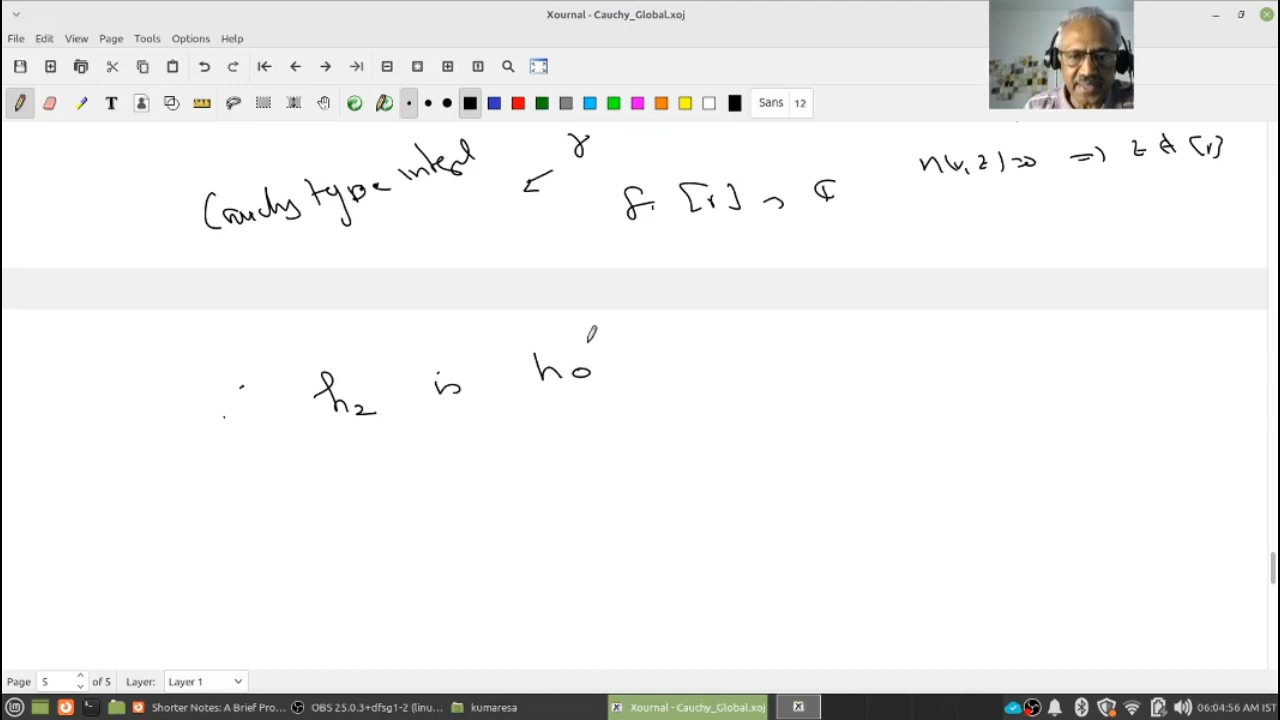 Xournal - Cauchy_Global.xoj
File Edit View Page Tools Options Help
Sans 12
γ
n(γ, z) = 0 => z ∉ [γ]
Cauchy type integral ←
f: [γ] → ℂ
∴ h₂ is ho
Page 5 of 5 Layer: Layer 1
Shorter Notes: A Brief Pro... OBS 25.0.3+dfsg1-2 (linu... kumaresa Xournal - Cauchy_Global.xoj 06:04:56 AM IST